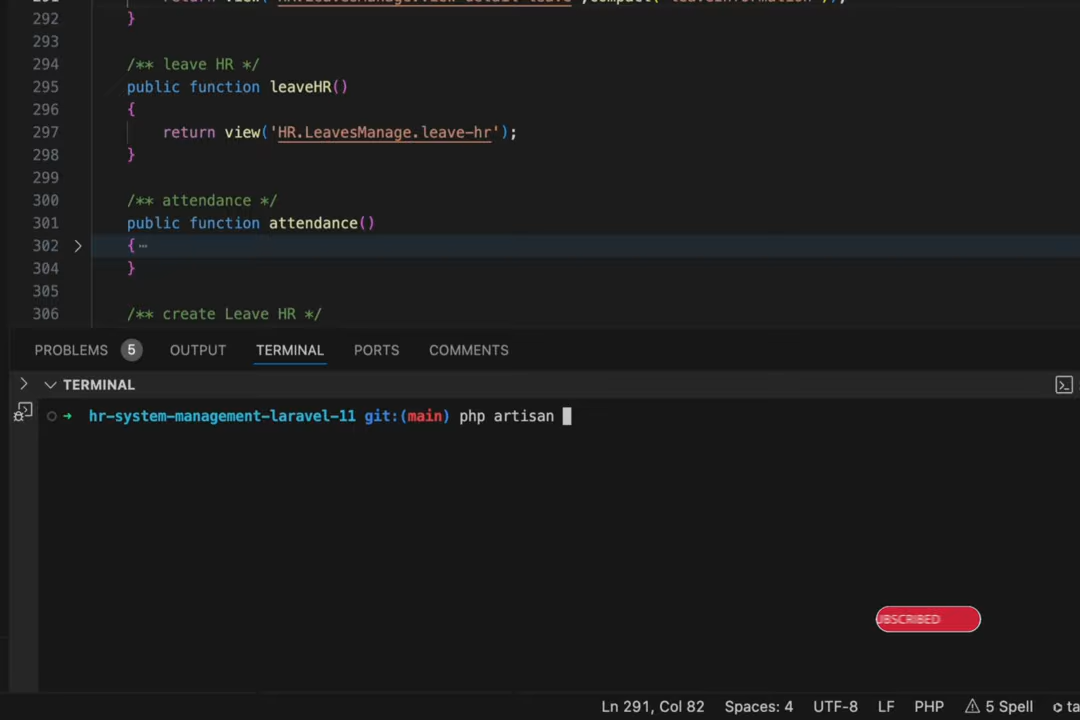 292 }
293
294 /** leave HR */
295 public function leaveHR()
296 {
297 return view('HR.LeavesManage.leave-hr');
298 }
299
300 /** attendance */
301 public function attendance()
302 > { ⋯
304 }
305
306 /** create Leave HR */
PROBLEMS 5 OUTPUT TERMINAL PORTS COMMENTS
TERMINAL
hr-system-management-laravel-11 git:(main) php artisan
Ln 291, Col 82 Spaces: 4 UTF-8 LF PHP 5 Spell